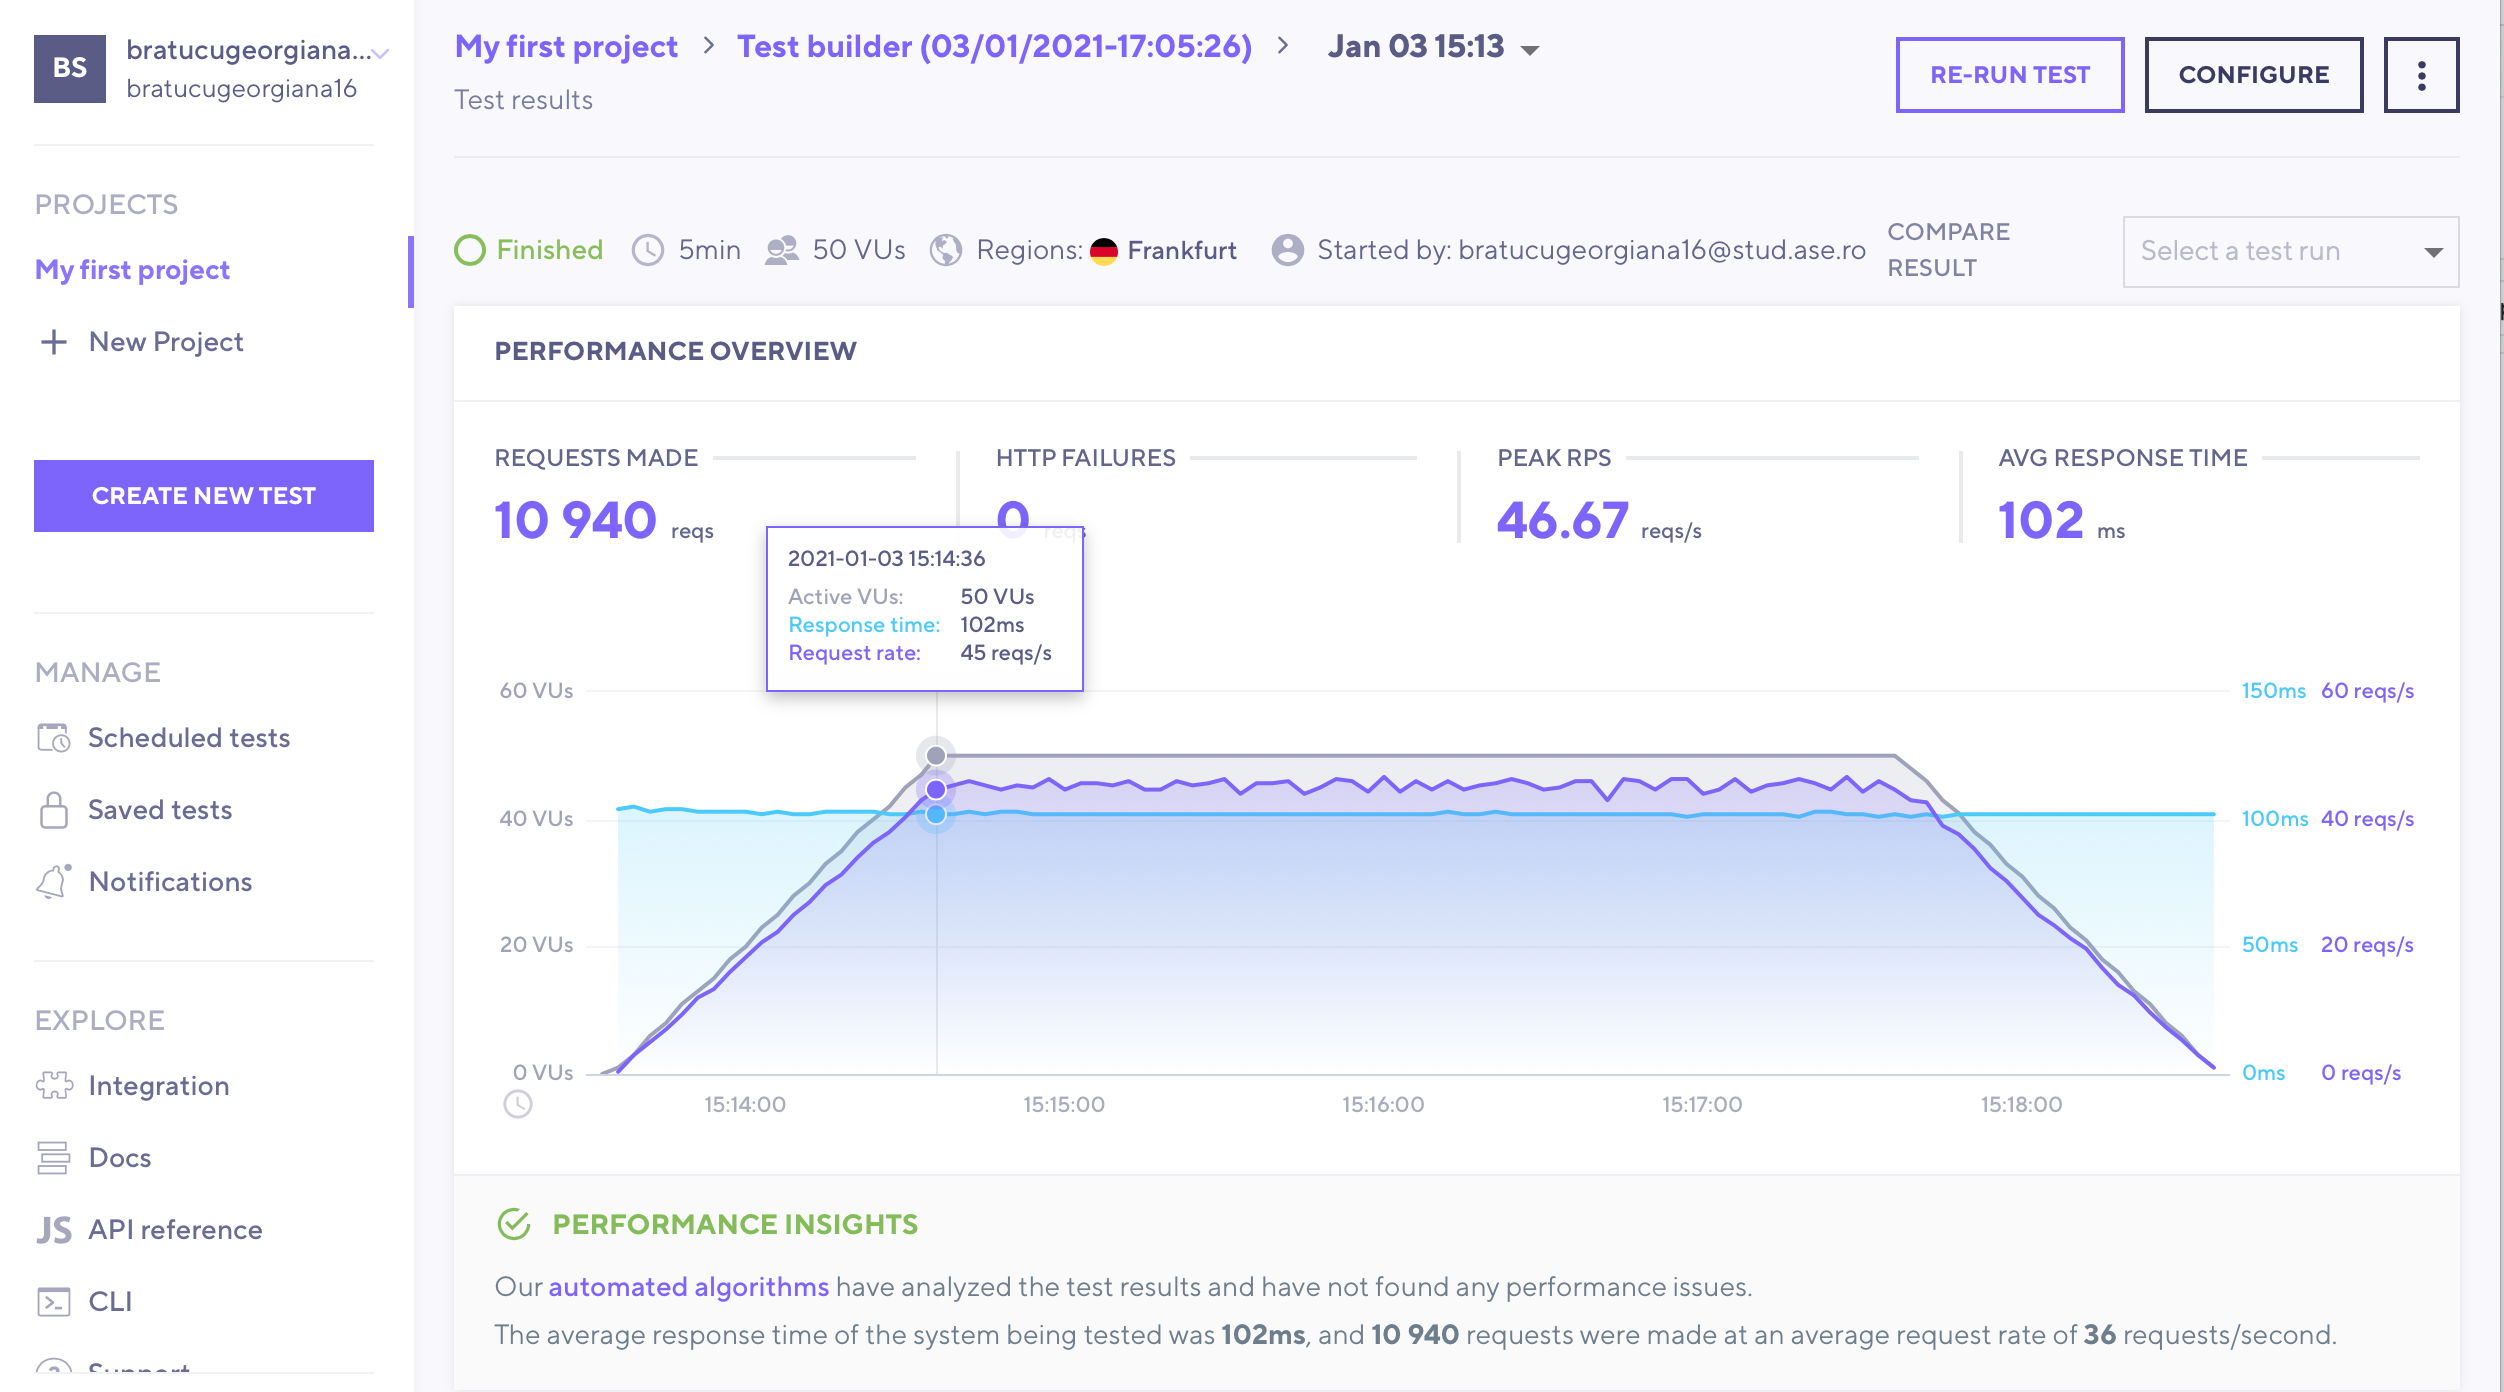 BS
bratucugeorgiana...
bratucugeorgiana16
PROJECTS
My first project
New Project
CREATE NEW TEST
MANAGE
Scheduled tests
Saved tests
Notifications
EXPLORE
Integration
Docs
JS API reference
CLI
Support
My first project > Test builder (03/01/2021-17:05:26) > Jan 03 15:13
Test results
RE-RUN TEST
CONFIGURE
Finished 5min 50 VUs Regions: Frankfurt Started by: bratucugeorgiana16@stud.ase.ro
COMPARE
RESULT
Select a test run
PERFORMANCE OVERVIEW
REQUESTS MADE
10 940 reqs
HTTP FAILURES
0 reqs
PEAK RPS
46.67 reqs/s
AVG RESPONSE TIME
102 ms
2021-01-03 15:14:36
Active VUs: 50 VUs
Response time: 102ms
Request rate: 45 reqs/s
60 VUs 150ms 60 reqs/s
40 VUs 100ms 40 reqs/s
20 VUs 50ms 20 reqs/s
0 VUs 0ms 0 reqs/s
15:14:00 15:15:00 15:16:00 15:17:00 15:18:00
PERFORMANCE INSIGHTS
Our automated algorithms have analyzed the test results and have not found any performance issues.
The average response time of the system being tested was 102ms, and 10 940 requests were made at an average request rate of 36 requests/second.